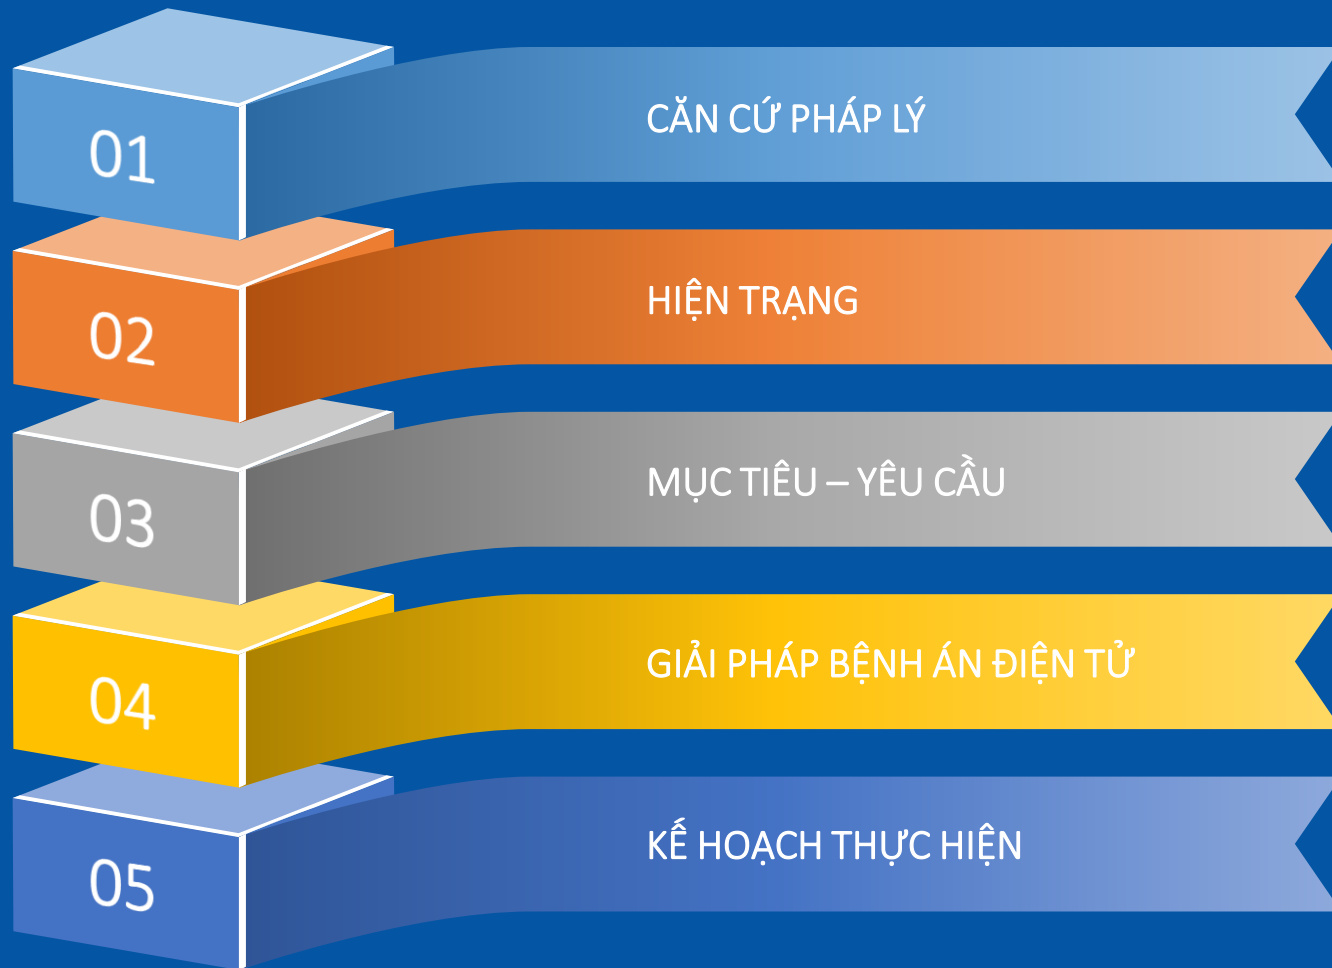 01
CĂN CỨ PHÁP LÝ
02
HIỆN TRẠNG
03
MỤC TIÊU – YÊU CẦU
04
GIẢI PHÁP BỆNH ÁN ĐIỆN TỬ
05
KẾ HOẠCH THỰC HIỆN